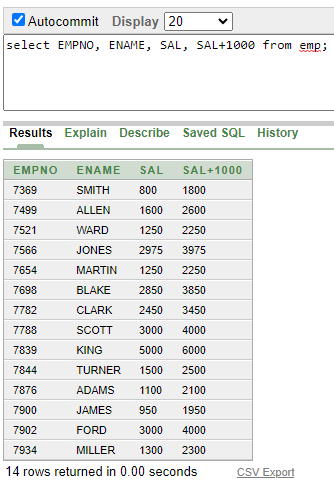 Autocommit Display 20
select EMPNO, ENAME, SAL, SAL+1000 from emp;
Results Explain Describe Saved SQL History
EMPNO ENAME SAL SAL+1000
7369 SMITH 800 1800
7499 ALLEN 1600 2600
7521 WARD 1250 2250
7566 JONES 2975 3975
7654 MARTIN 1250 2250
7698 BLAKE 2850 3850
7782 CLARK 2450 3450
7788 SCOTT 3000 4000
7839 KING 5000 6000
7844 TURNER 1500 2500
7876 ADAMS 1100 2100
7900 JAMES 950 1950
7902 FORD 3000 4000
7934 MILLER 1300 2300
14 rows returned in 0.00 seconds CSV Export